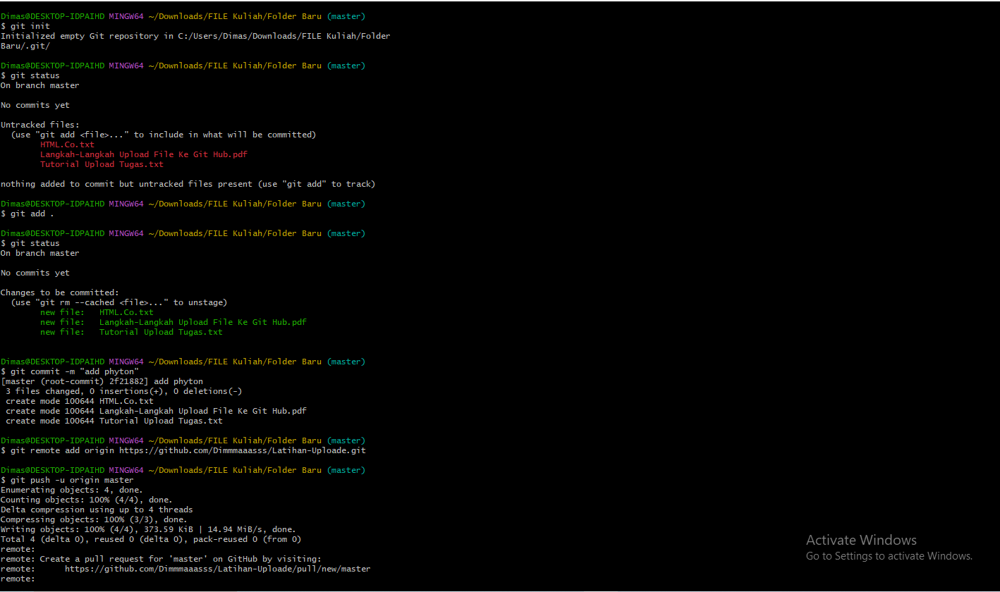 Dimas@DESKTOP-IDPAIHD MINGW64 ~/Downloads/FILE Kuliah/Folder Baru (master)
$ git init
Initialized empty Git repository in C:/Users/Dimas/Downloads/FILE Kuliah/Folder
Baru/.git/
Dimas@DESKTOP-IDPAIHD MINGW64 ~/Downloads/FILE Kuliah/Folder Baru (master)
$ git status
On branch master
No commits yet
Untracked files:
(use "git add <file>..." to include in what will be committed)
HTML.Co.txt
Langkah-Langkah Upload File Ke Git Hub.pdf
Tutorial Upload Tugas.txt
nothing added to commit but untracked files present (use "git add" to track)
Dimas@DESKTOP-IDPAIHD MINGW64 ~/Downloads/FILE Kuliah/Folder Baru (master)
$ git add .
Dimas@DESKTOP-IDPAIHD MINGW64 ~/Downloads/FILE Kuliah/Folder Baru (master)
$ git status
On branch master
No commits yet
Changes to be committed:
(use "git rm --cached <file>..." to unstage)
new file:   HTML.Co.txt
new file:   Langkah-Langkah Upload File Ke Git Hub.pdf
new file:   Tutorial Upload Tugas.txt
Dimas@DESKTOP-IDPAIHD MINGW64 ~/Downloads/FILE Kuliah/Folder Baru (master)
$ git commit -m "add phyton"
[master (root-commit) 2f21882] add phyton
3 files changed, 0 insertions(+), 0 deletions(-)
create mode 100644 HTML.Co.txt
create mode 100644 Langkah-Langkah Upload File Ke Git Hub.pdf
create mode 100644 Tutorial Upload Tugas.txt
Dimas@DESKTOP-IDPAIHD MINGW64 ~/Downloads/FILE Kuliah/Folder Baru (master)
$ git remote add origin https://github.com/Dimmmaaasss/Latihan-Uploade.git
Dimas@DESKTOP-IDPAIHD MINGW64 ~/Downloads/FILE Kuliah/Folder Baru (master)
$ git push -u origin master
Enumerating objects: 4, done.
Counting objects: 100% (4/4), done.
Delta compression using up to 4 threads
Compressing objects: 100% (3/3), done.
Writing objects: 100% (4/4), 373.59 KiB | 14.94 MiB/s, done.
Total 4 (delta 0), reused 0 (delta 0), pack-reused 0 (from 0)
remote:
remote: Create a pull request for 'master' on GitHub by visiting:
remote:      https://github.com/Dimmmaaasss/Latihan-Uploade/pull/new/master
remote:
Activate Windows
Go to Settings to activate Windows.